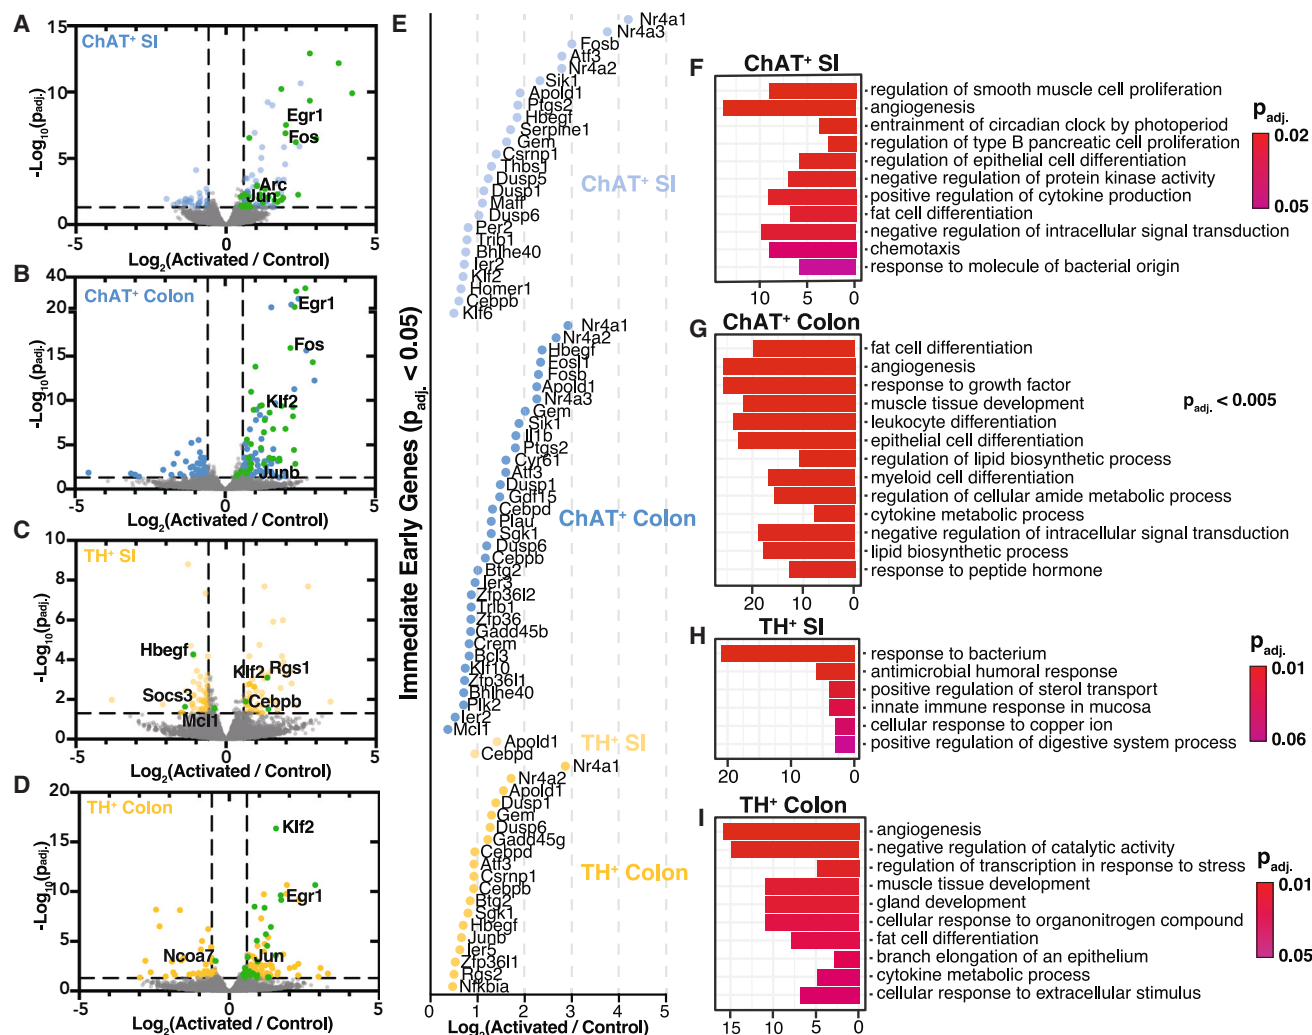 A
ChAT+ SI
15
10
5
0
-5
0
5
-Log10(padj.)
Log2(Activated / Control)
Egr1
Fos
Arc
Jun
B
ChAT+ Colon
40
20
15
10
5
0
-5
0
5
-Log10(padj.)
Log2(Activated / Control)
Egr1
Fos
Klf2
Junb
C
TH+ SI
10
8
6
4
2
0
-5
0
5
-Log10(padj.)
Log2(Activated / Control)
Hbegf
Klf2
Rgs1
Socs3
Cebpb
Mcl1
D
TH+ Colon
20
15
10
5
0
-5
0
5
-Log10(padj.)
Log2(Activated / Control)
Klf2
Egr1
Ncoa7
Jun
E
Immediate Early Genes (padj. < 0.05)
Nr4a1
Nr4a3
Fosb
Atf3
Nr4a2
Sik1
Apold1
Ptgs2
Hbegf
Serpine1
Gem
Csrnp1
Thbs1
Dusp5
ChAT+ SI
Dusp1
Maff
Dusp6
Per2
Trib1
Bhlhe40
Ier2
Klf2
Homer1
Cebpb
Klf6
Nr4a1
Nr4a2
Hbegf
Fosl1
Fosb
Apold1
Nr4a3
Gem
Sik1
Il1b
Ptgs2
Cyr61
Atf3
Dusp1
Gdf15
Cebpd
ChAT+ Colon
Plau
Sgk1
Dusp6
Cebpb
Btg2
Ier3
Zfp36l2
Trib1
Zfp36
Gadd45b
Crem
Bcl3
Klf10
Zfp36l1
Bhlhe40
Plk2
Ier2
Mcl1
TH+ SI
Apold1
Cebpd
Nr4a1
Nr4a2
Apold1
Dusp1
Gem
Dusp6
Gadd45g
Cebpd
Atf3
TH+ Colon
Csrnp1
Cebpb
Btg2
Sgk1
Hbegf
Junb
Ier5
Zfp36l1
Rgs2
Nfkbia
0 1 2 3 4 5
Log2(Activated / Control)
F
ChAT+ SI
regulation of smooth muscle cell proliferation
angiogenesis
entrainment of circadian clock by photoperiod
regulation of type B pancreatic cell proliferation
regulation of epithelial cell differentiation
negative regulation of protein kinase activity
positive regulation of cytokine production
fat cell differentiation
negative regulation of intracellular signal transduction
chemotaxis
response to molecule of bacterial origin
10 5 0
padj.
0.02
0.05
G
ChAT+ Colon
fat cell differentiation
angiogenesis
response to growth factor
muscle tissue development
leukocyte differentiation
epithelial cell differentiation
regulation of lipid biosynthetic process
myeloid cell differentiation
regulation of cellular amide metabolic process
cytokine metabolic process
negative regulation of intracellular signal transduction
lipid biosynthetic process
response to peptide hormone
20 10 0
padj. < 0.005
H
TH+ SI
response to bacterium
antimicrobial humoral response
positive regulation of sterol transport
innate immune response in mucosa
cellular response to copper ion
positive regulation of digestive system process
20 10 0
padj.
0.01
0.06
I
TH+ Colon
angiogenesis
negative regulation of catalytic activity
regulation of transcription in response to stress
muscle tissue development
gland development
cellular response to organonitrogen compound
fat cell differentiation
branch elongation of an epithelium
cytokine metabolic process
cellular response to extracellular stimulus
15 10 5 0
padj.
0.01
0.05